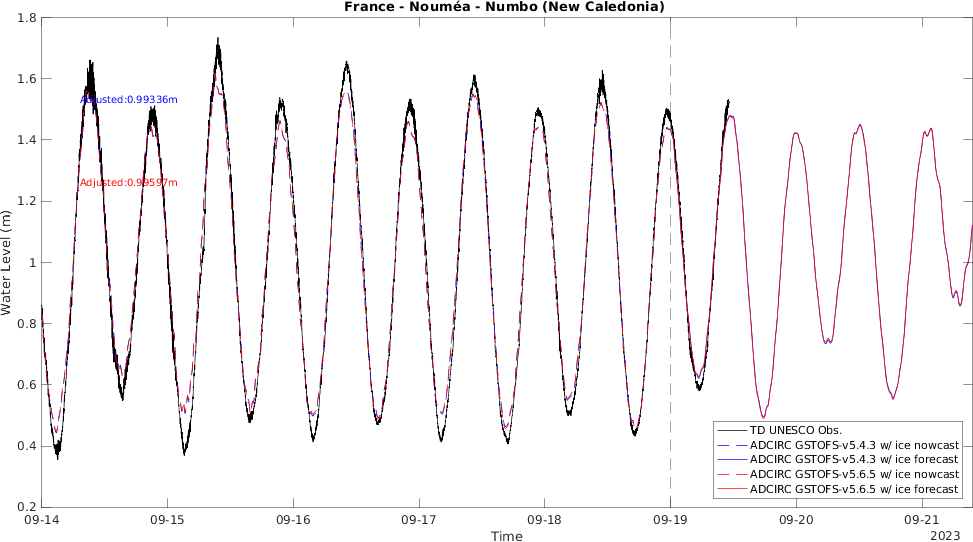 France - Nouméa - Numbo (New Caledonia)
Water Level (m)
1.8
1.6
1.4
1.2
1
0.8
0.6
0.4
0.2
Adjusted:0.99336m
Adjusted:0.99597m
TD UNESCO Obs.
ADCIRC GSTOFS-v5.4.3 w/ ice nowcast
ADCIRC GSTOFS-v5.4.3 w/ ice forecast
ADCIRC GSTOFS-v5.6.5 w/ ice nowcast
ADCIRC GSTOFS-v5.6.5 w/ ice forecast
09-14 09-15 09-16 09-17 09-18 09-19 09-20 09-21
Time
2023